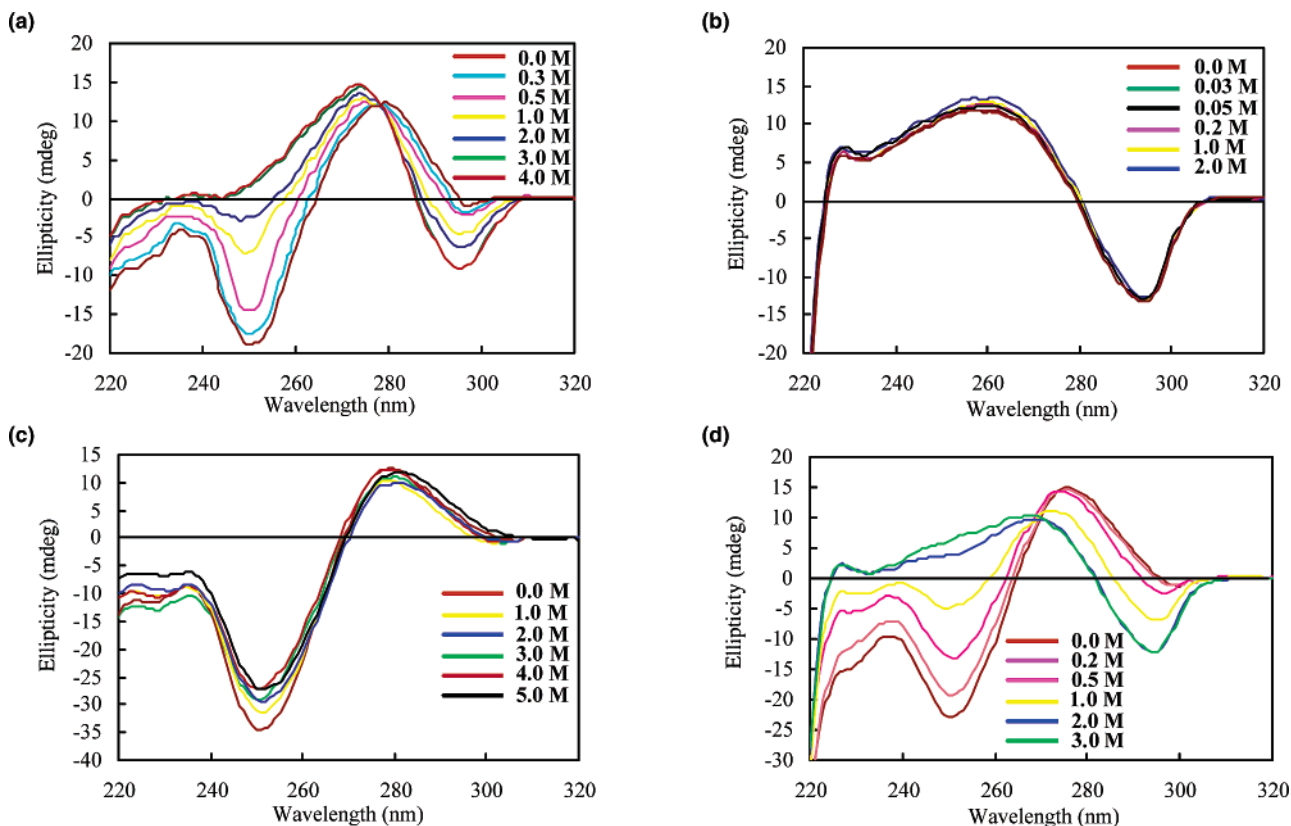 (a)
20
15
10
5
0
-5
-10
-15
-20
Ellipticity (mdeg)
220 240 260 280 300 320
Wavelength (nm)
0.0 M
0.3 M
0.5 M
1.0 M
2.0 M
3.0 M
4.0 M
(b)
20
15
10
5
0
-5
-10
-15
-20
Ellipticity (mdeg)
220 240 260 280 300 320
Wavelength (nm)
0.0 M
0.03 M
0.05 M
0.2 M
1.0 M
2.0 M
(c)
15
10
5
0
-5
-10
-15
-20
-25
-30
-35
-40
Ellipticity (mdeg)
220 240 260 280 300 320
Wavelength (nm)
0.0 M
1.0 M
2.0 M
3.0 M
4.0 M
5.0 M
(d)
20
15
10
5
0
-5
-10
-15
-20
-25
-30
Ellipticity (mdeg)
220 240 260 280 300 320
Wavelength (nm)
0.0 M
0.2 M
0.5 M
1.0 M
2.0 M
3.0 M